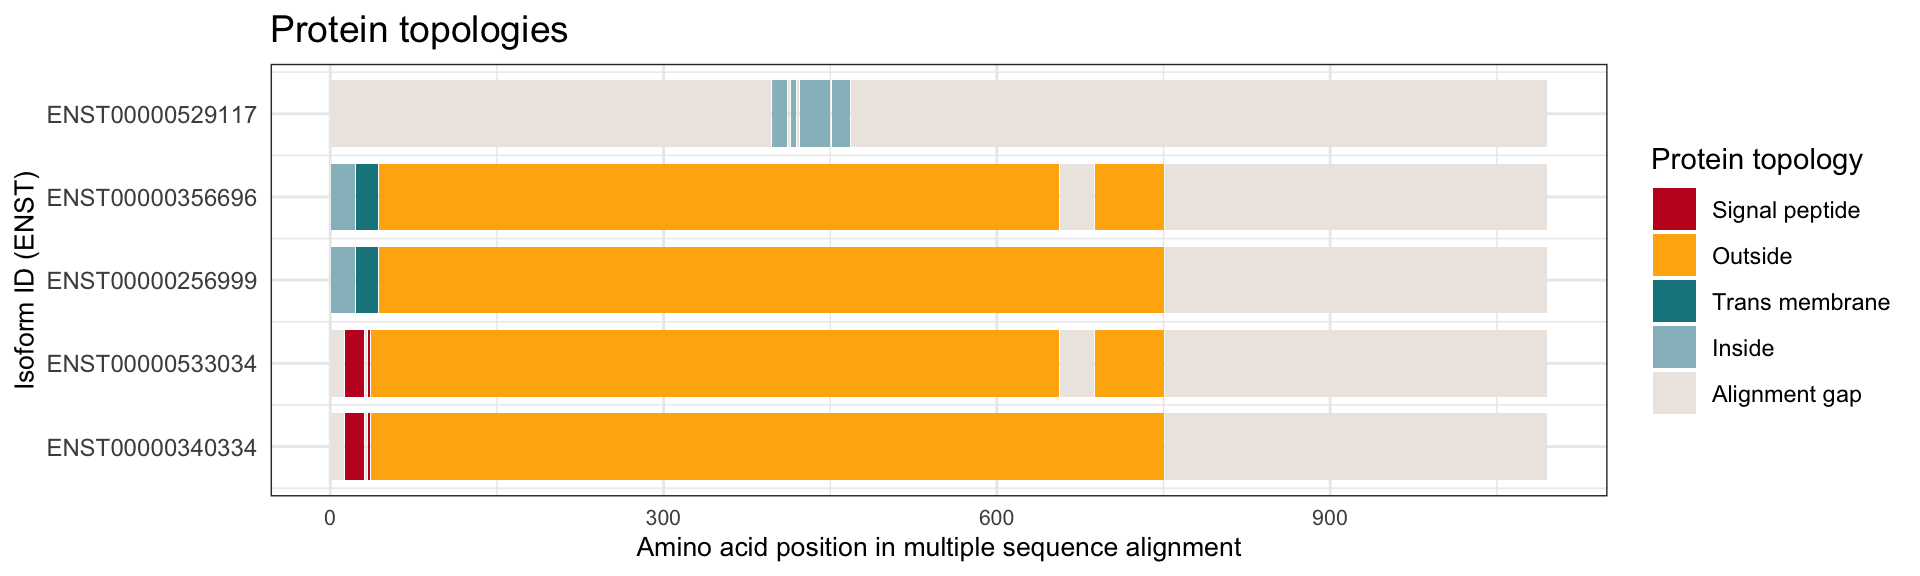 Protein topologies
Isoform ID (ENST)
ENST00000529117
ENST00000356696
ENST00000256999
ENST00000533034
ENST00000340334
0 300 600 900
Amino acid position in multiple sequence alignment
Protein topology
Signal peptide
Outside
Trans membrane
Inside
Alignment gap